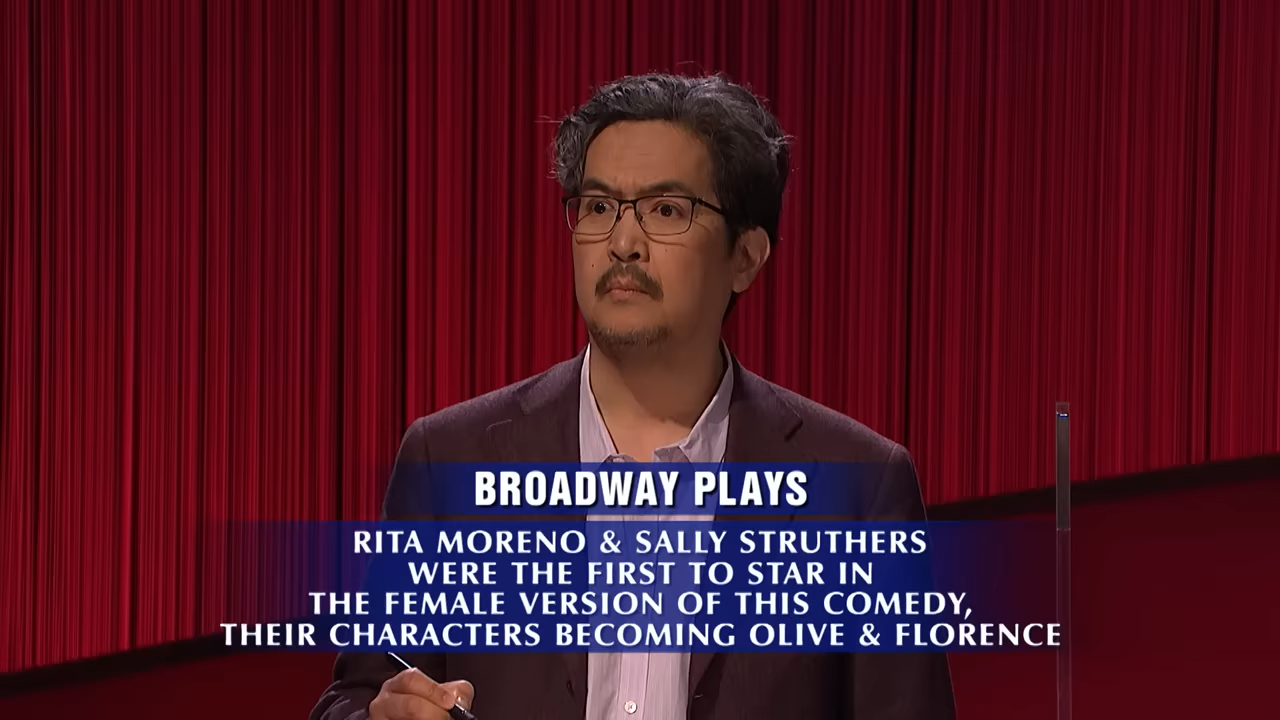 BROADWAY PLAYS
RITA MORENO & SALLY STRUTHERS
WERE THE FIRST TO STAR IN
THE FEMALE VERSION OF THIS COMEDY,
THEIR CHARACTERS BECOMING OLIVE & FLORENCE